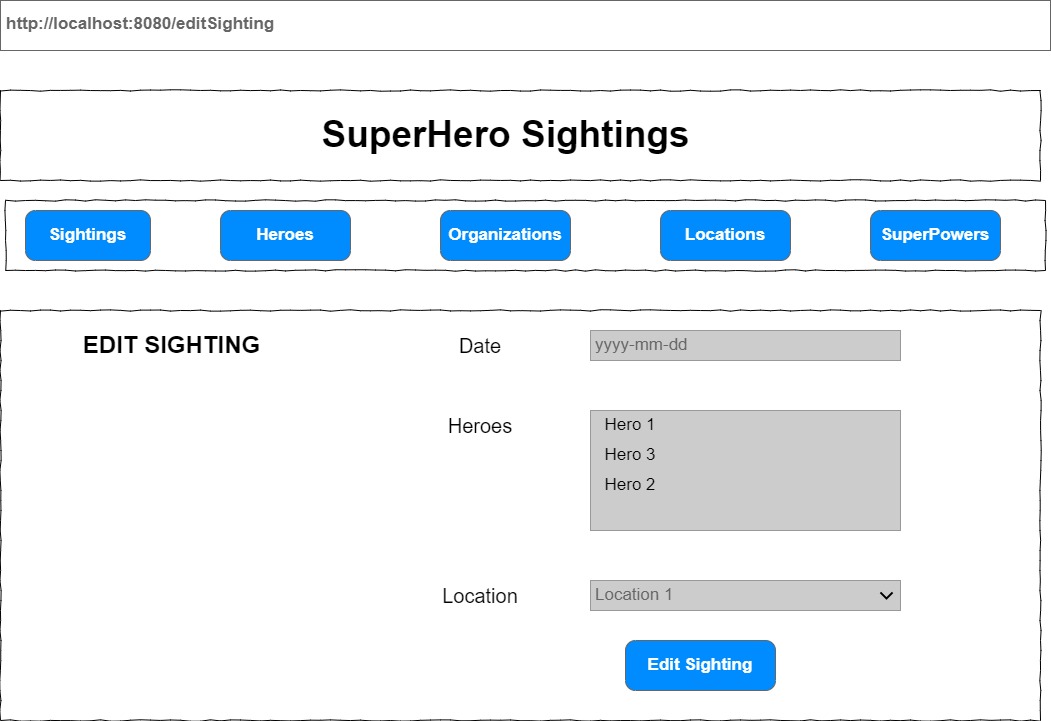 http://localhost:8080/editSighting
SuperHero Sightings
Sightings Heroes Organizations Locations SuperPowers
EDIT SIGHTING Date yyyy-mm-dd
Heroes Hero 1
Hero 3
Hero 2
Location Location 1
Edit Sighting